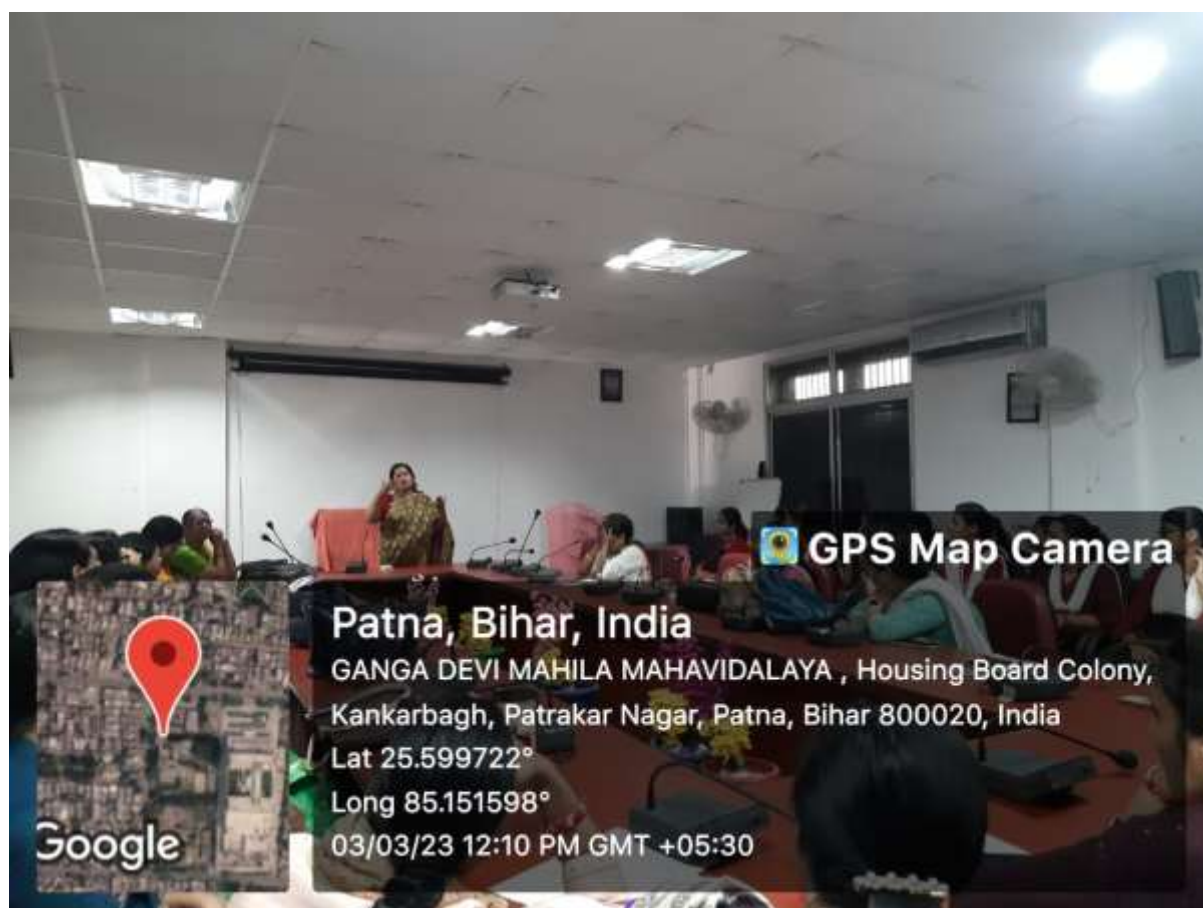 GPS Map Camera
Patna, Bihar, India
GANGA DEVI MAHILA MAHAVIDALAYA , Housing Board Colony,
Kankarbagh, Patrakar Nagar, Patna, Bihar 800020, India
Lat 25.599722°
Long 85.151598°
03/03/23 12:10 PM GMT +05:30
Google